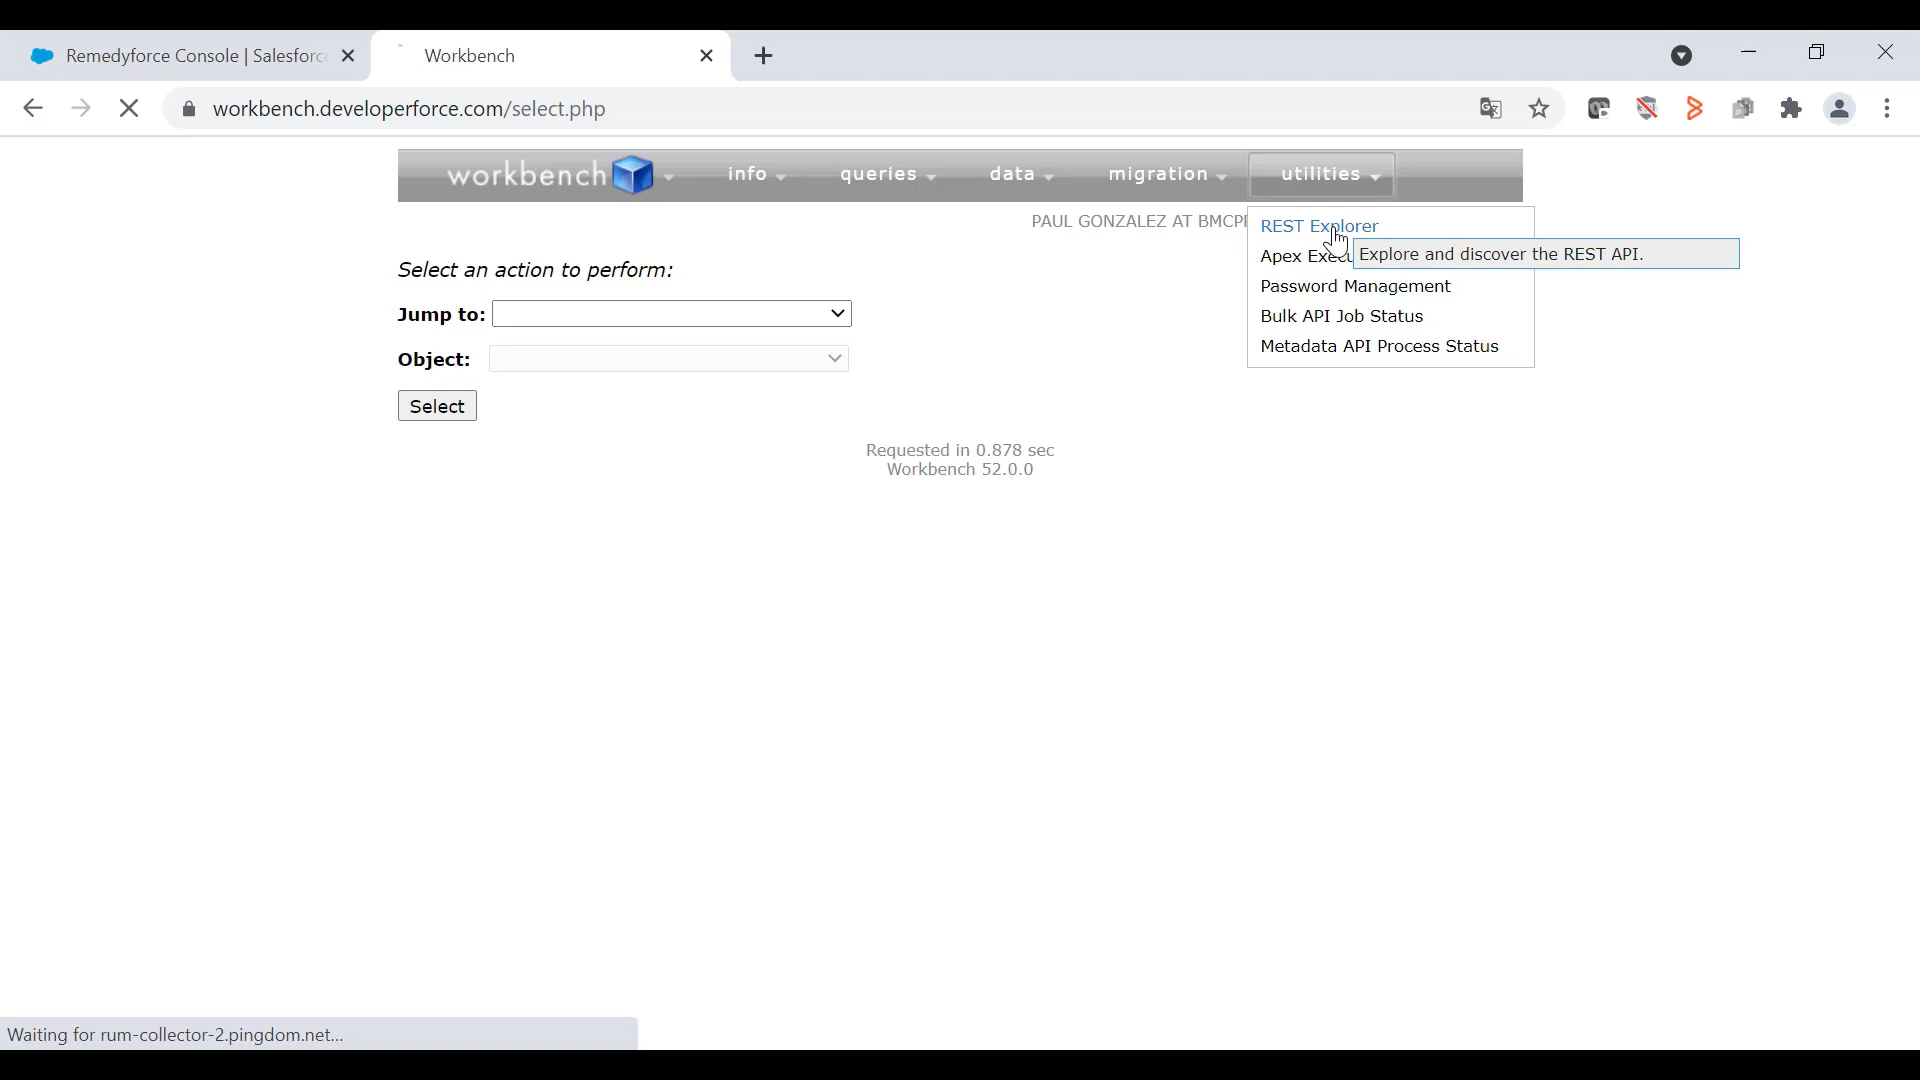 Remedyforce Console | Salesforc
Workbench
workbench.developerforce.com/select.php
workbench info queries data migration utilities
PAUL GONZALEZ AT BMCP
REST Explorer
Explore and discover the REST API.
Apex Execu
Password Management
Bulk API Job Status
Metadata API Process Status
Select an action to perform:
Jump to:
Object:
Select
Requested in 0.878 sec
Workbench 52.0.0
Waiting for rum-collector-2.pingdom.net...